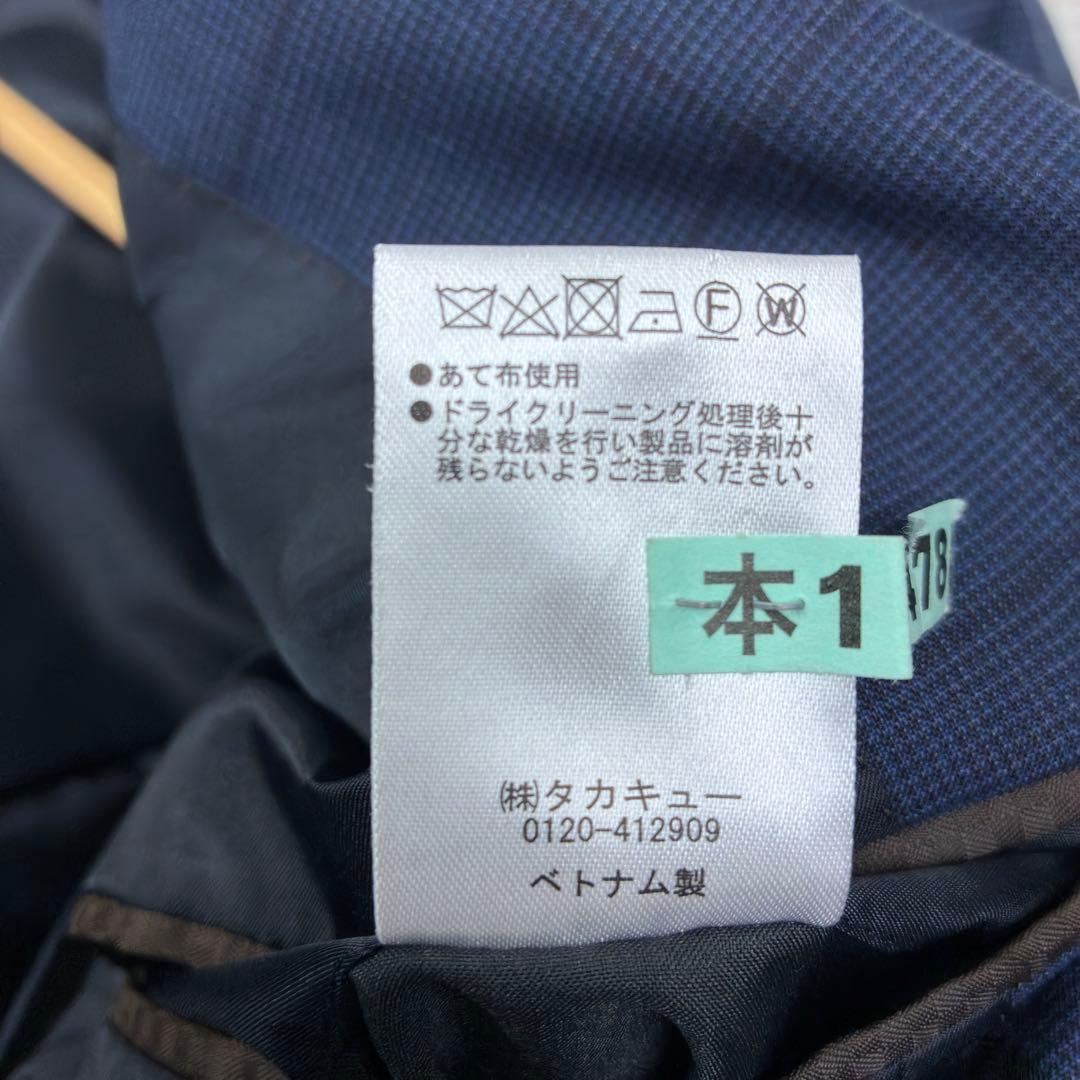 F W
●あて布使用
●ドライクリーニング処理後十
分な乾燥を行い製品に溶剤が
残らないようご注意ください。
本1
478
㈱タカキュー
0120-412909
ベトナム製